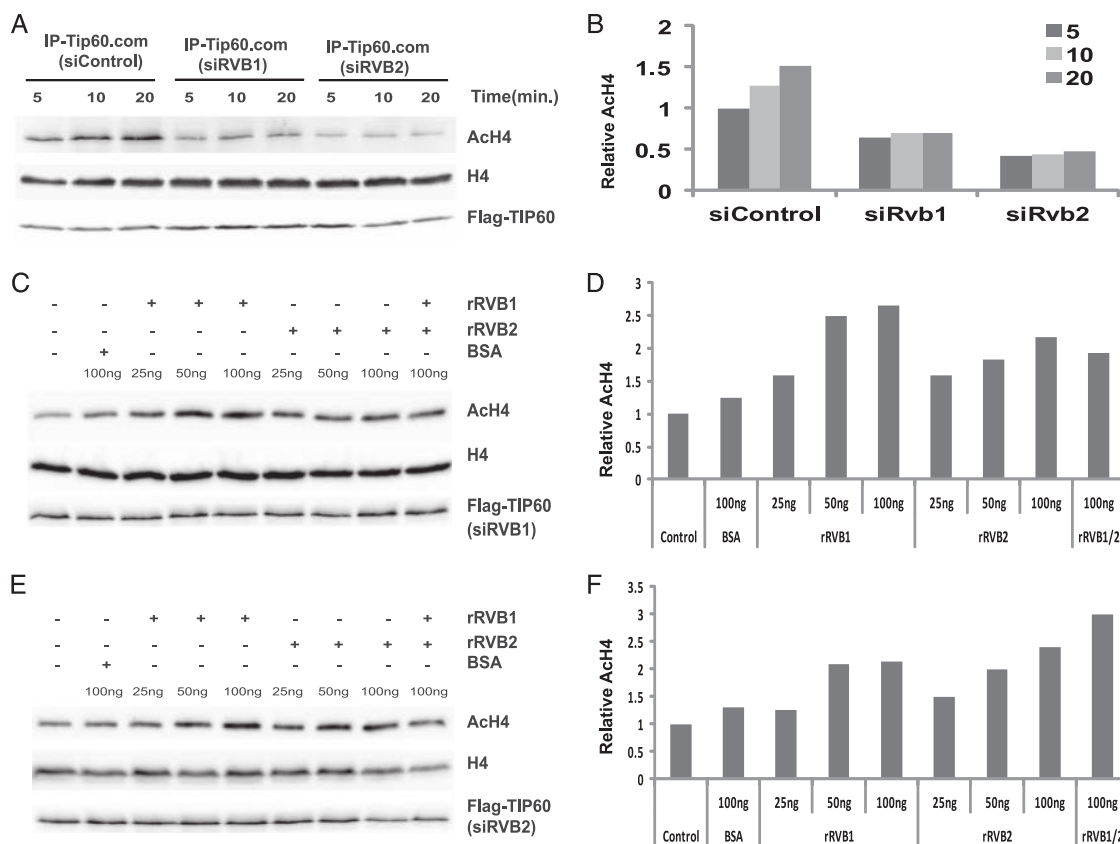 A
IP-Tip60.com (siControl)
IP-Tip60.com (siRVB1)
IP-Tip60.com (siRVB2)
5 10 20 5 10 20 5 10 20 Time(min.)
AcH4
H4
Flag-TIP60
B
Relative AcH4
2
1.5
1
0.5
0
5
10
20
siControl siRvb1 siRvb2
C
- - + + + - - - + rRVB1
- - - - - + + + + rRVB2
- + - - - - - - - BSA
100ng 25ng 50ng 100ng 25ng 50ng 100ng 100ng
AcH4
H4
Flag-TIP60
(siRVB1)
D
Relative AcH4
3
2.5
2
1.5
1
0.5
0
100ng 25ng 50ng 100ng 25ng 50ng 100ng 100ng
Control BSA rRVB1 rRVB2 rRVB1/2
E
- - + + + - - - + rRVB1
- - - - - + + + + rRVB2
- + - - - - - - - BSA
100ng 25ng 50ng 100ng 25ng 50ng 100ng 100ng
AcH4
H4
Flag-TIP60
(siRVB2)
F
Relative AcH4
3.5
3
2.5
2
1.5
1
0.5
0
100ng 25ng 50ng 100ng 25ng 50ng 100ng 100ng
Control BSA rRVB1 rRVB2 rRVB1/2